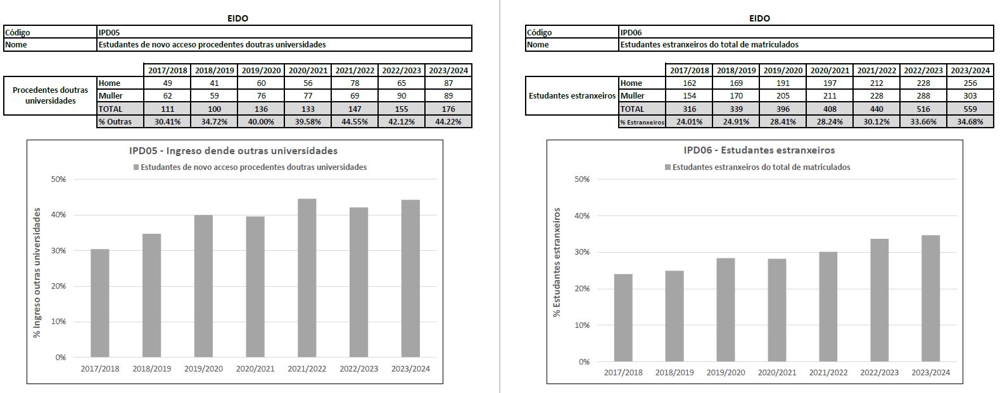 EIDO
Código IPD05
Nome Estudantes de novo acceso procedentes doutras universidades
2017/2018 2018/2019 2019/2020 2020/2021 2021/2022 2022/2023 2023/2024
Procedentes doutras universidades
Home 49 41 60 56 78 65 87
Muller 62 59 76 77 69 90 89
TOTAL 111 100 136 133 147 155 176
% Outras 30.41% 34.72% 40.00% 39.58% 44.55% 42.12% 44.22%
IPD05 - Ingreso dende outras universidades
Estudantes de novo acceso procedentes doutras universidades
% Ingreso outras universidades
50%
40%
30%
20%
10%
0%
2017/2018 2018/2019 2019/2020 2020/2021 2021/2022 2022/2023 2023/2024
EIDO
Código IPD06
Nome Estudantes estranxeiros do total de matriculados
2017/2018 2018/2019 2019/2020 2020/2021 2021/2022 2022/2023 2023/2024
Estudantes estranxeiros
Home 162 169 191 197 212 228 256
Muller 154 170 205 211 228 288 303
TOTAL 316 339 396 408 440 516 559
% Estranxeiros 24.01% 24.91% 28.41% 28.24% 30.12% 33.66% 34.68%
IPD06 - Estudantes estranxeiros
Estudantes estranxeiros do total de matriculados
% Estudantes estranxeiros
50%
40%
30%
20%
10%
0%
2017/2018 2018/2019 2019/2020 2020/2021 2021/2022 2022/2023 2023/2024